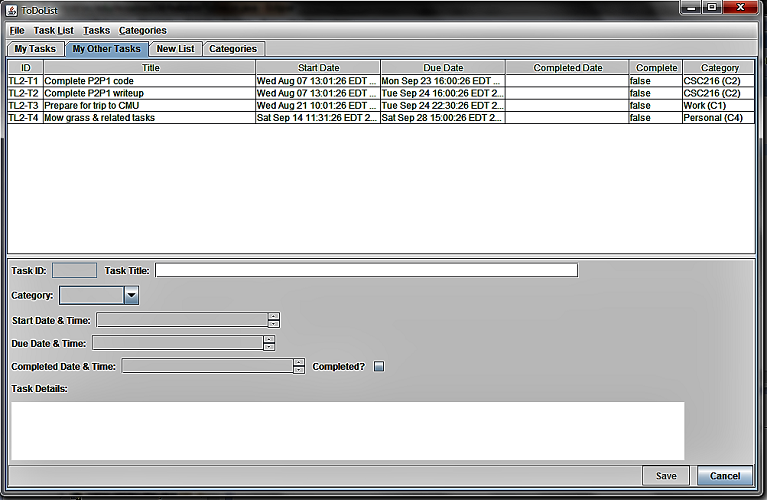 ToDoList
File Task List Tasks Categories
My Tasks My Other Tasks New List Categories
ID Title Start Date Due Date Completed Date Complete Category
TL2-T1 Complete P2P1 code Wed Aug 07 13:01:26 EDT ... Mon Sep 23 16:00:26 EDT ... false CSC216 (C2)
TL2-T2 Complete P2P1 writeup Wed Aug 07 13:01:26 EDT ... Tue Sep 24 16:00:26 EDT 2... false CSC216 (C2)
TL2-T3 Prepare for trip to CMU Wed Aug 21 10:01:26 EDT ... Tue Sep 24 22:30:26 EDT 2... false Work (C1)
TL2-T4 Mow grass & related tasks Sat Sep 14 11:31:26 EDT 2... Sat Sep 28 15:00:26 EDT 2... false Personal (C4)
Task ID: Task Title:
Category:
Start Date & Time:
Due Date & Time:
Completed Date & Time: Completed?
Task Details:
Save Cancel